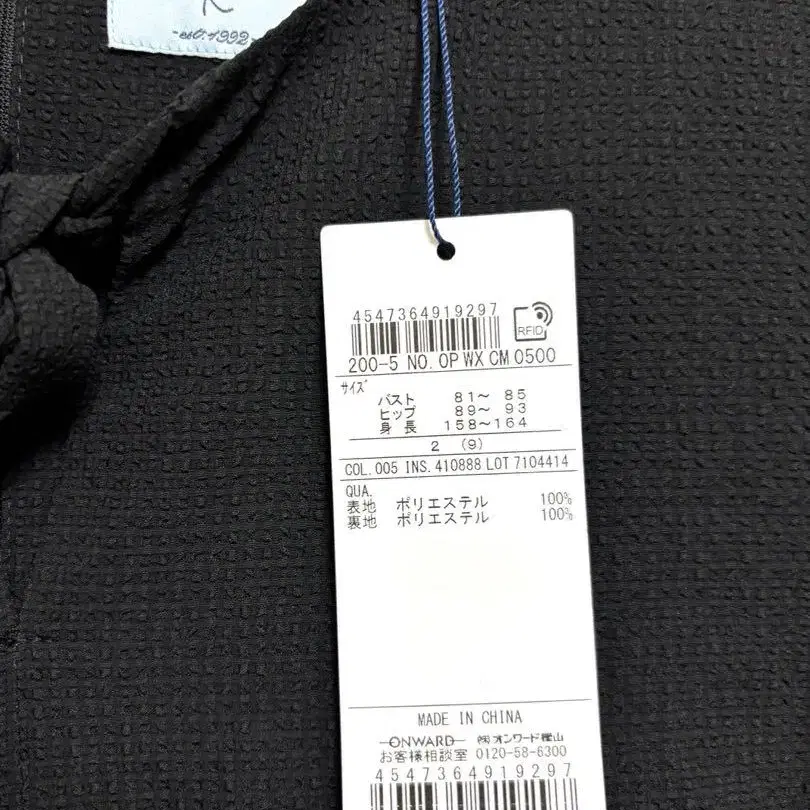 K
-est.1992-
4547364919297
RFID
200-5 NO. OP WX CM 0500
サイズ
バスト 81～ 85
ヒップ 89～ 93
身長 158～164
2 (9)
COL. 005 INS. 410888 LOT 7104414
QUA.
表地 ポリエステル 100%
裏地 ポリエステル 100%
MADE IN CHINA
ONWARD ㈱オンワード樫山
お客様相談室 0120-58-6300
4547364919297